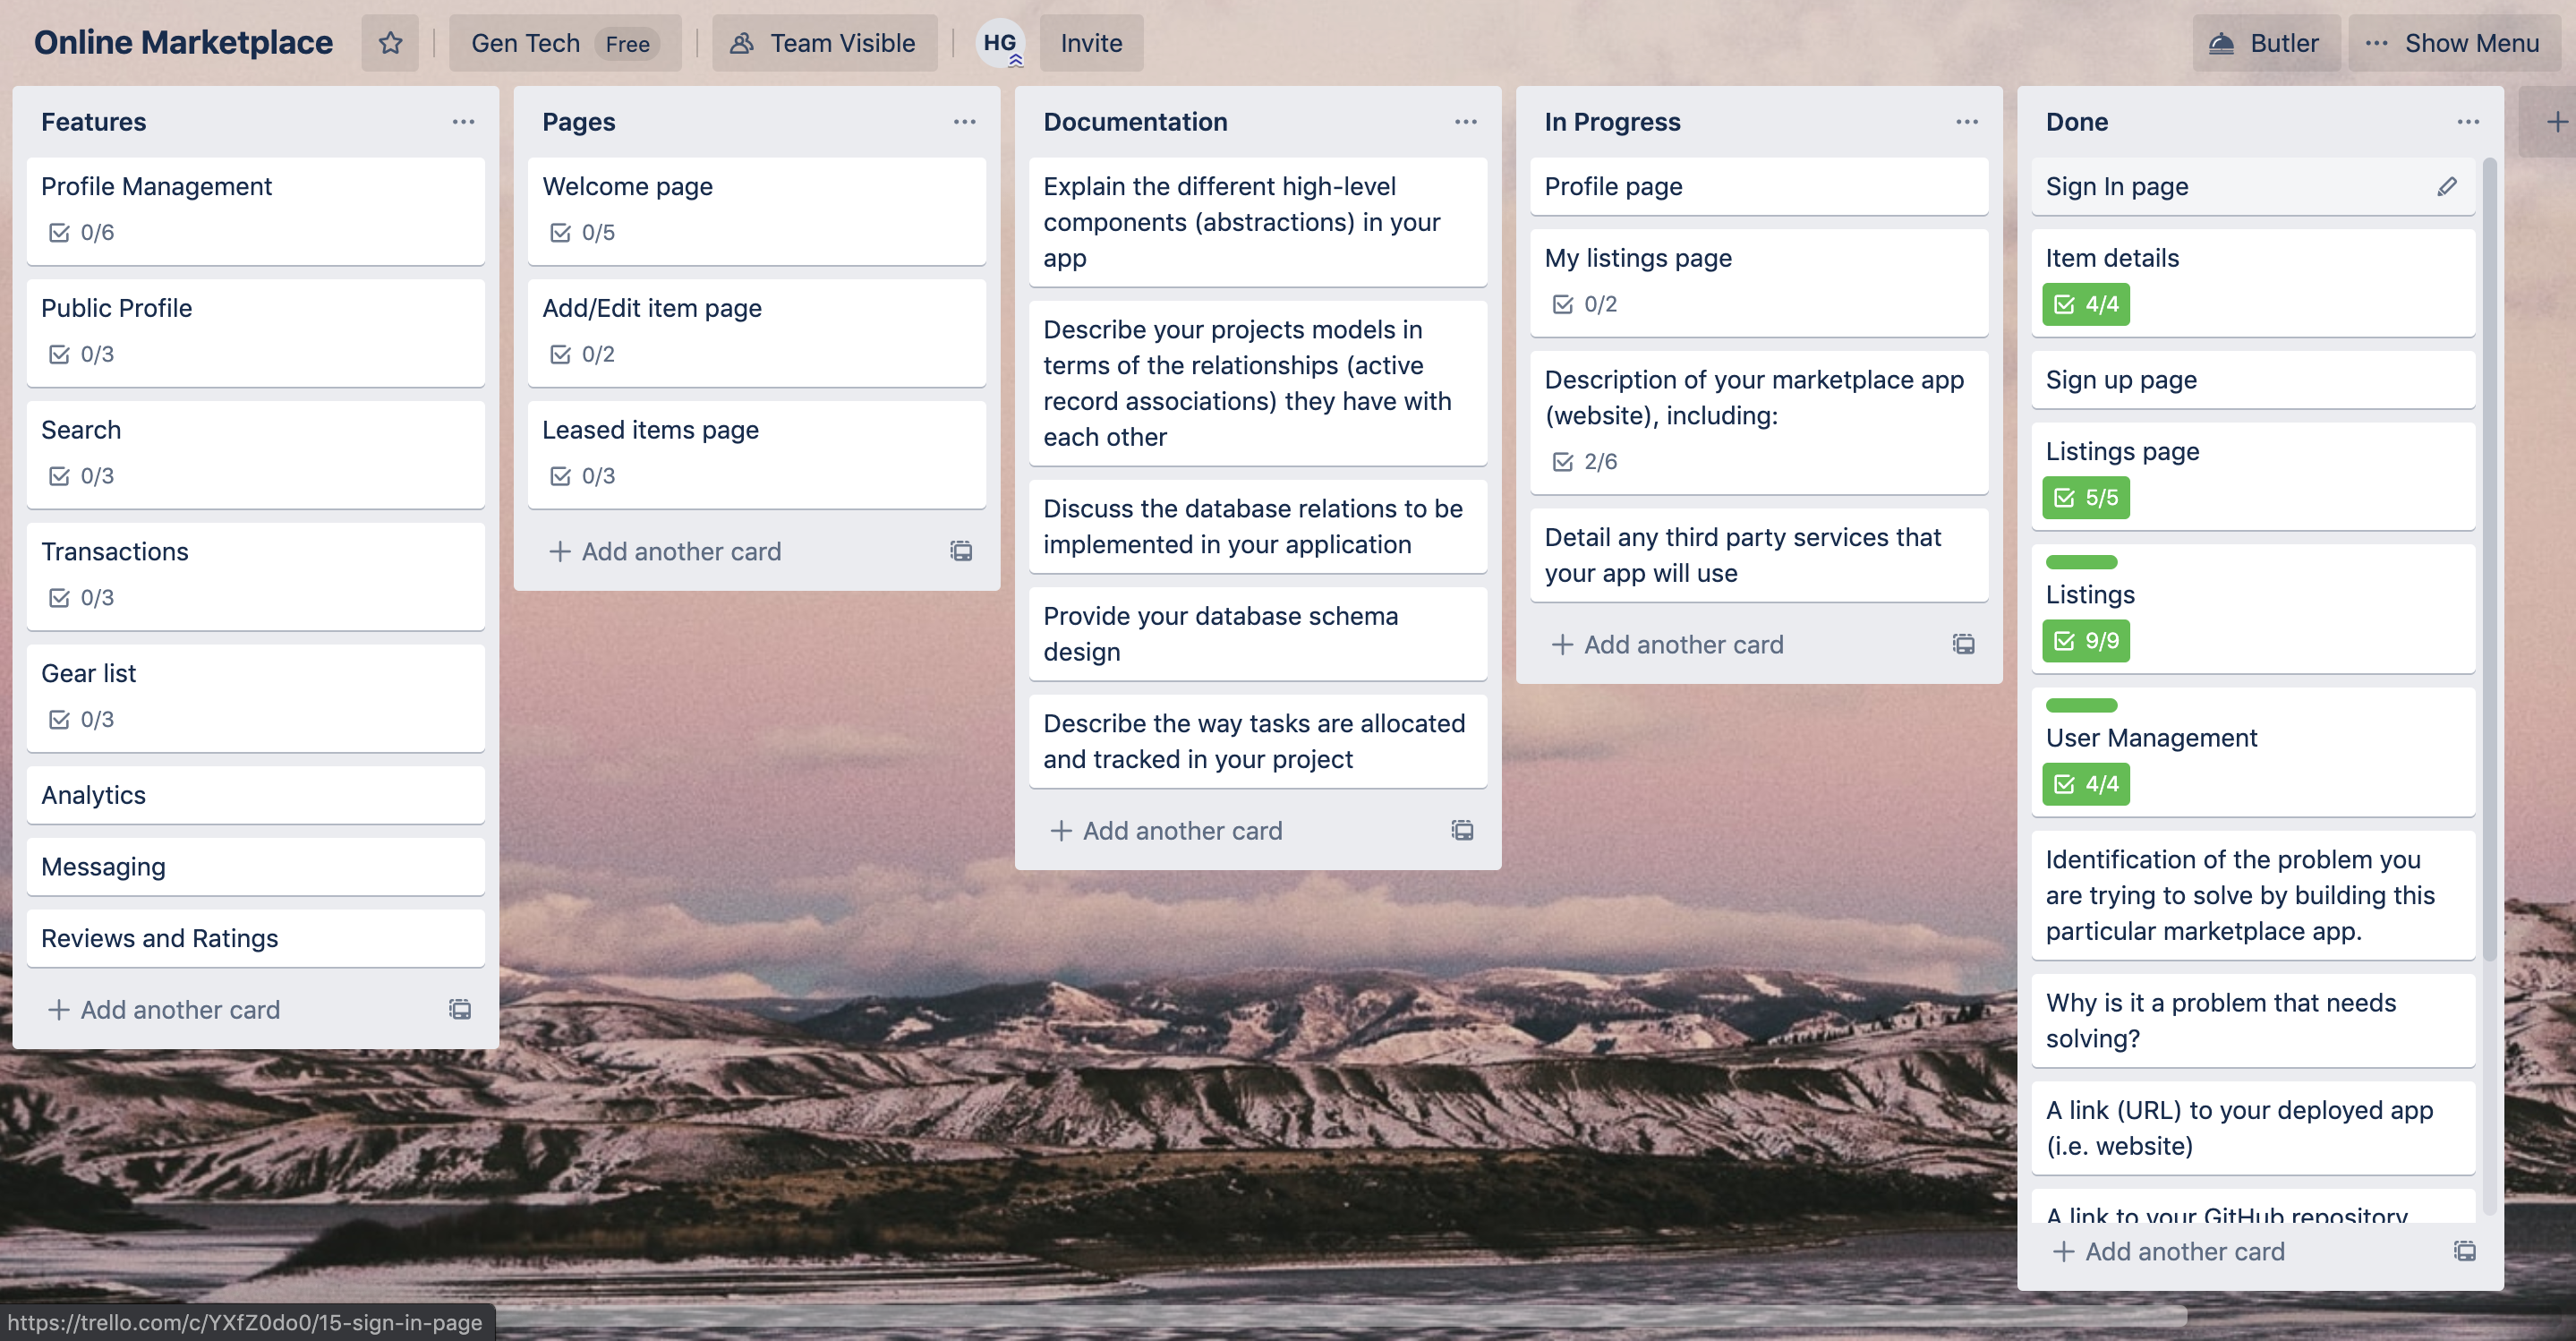 Online Marketplace
Gen Tech Free
Team Visible
HG
Invite
Butler
Show Menu
Features
Profile Management
0/6
Public Profile
0/3
Search
0/3
Transactions
0/3
Gear list
0/3
Analytics
Messaging
Reviews and Ratings
Add another card
Pages
Welcome page
0/5
Add/Edit item page
0/2
Leased items page
0/3
Add another card
Documentation
Explain the different high-level
components (abstractions) in your
app
Describe your projects models in
terms of the relationships (active
record associations) they have with
each other
Discuss the database relations to be
implemented in your application
Provide your database schema
design
Describe the way tasks are allocated
and tracked in your project
Add another card
In Progress
Profile page
My listings page
0/2
Description of your marketplace app
(website), including:
2/6
Detail any third party services that
your app will use
Add another card
Done
Sign In page
Item details
4/4
Sign up page
Listings page
5/5
Listings
9/9
User Management
4/4
Identification of the problem you
are trying to solve by building this
particular marketplace app.
Why is it a problem that needs
solving?
A link (URL) to your deployed app
(i.e. website)
A link to your GitHub repository
Add another card
https://trello.com/c/YXfZ0do0/15-sign-in-page